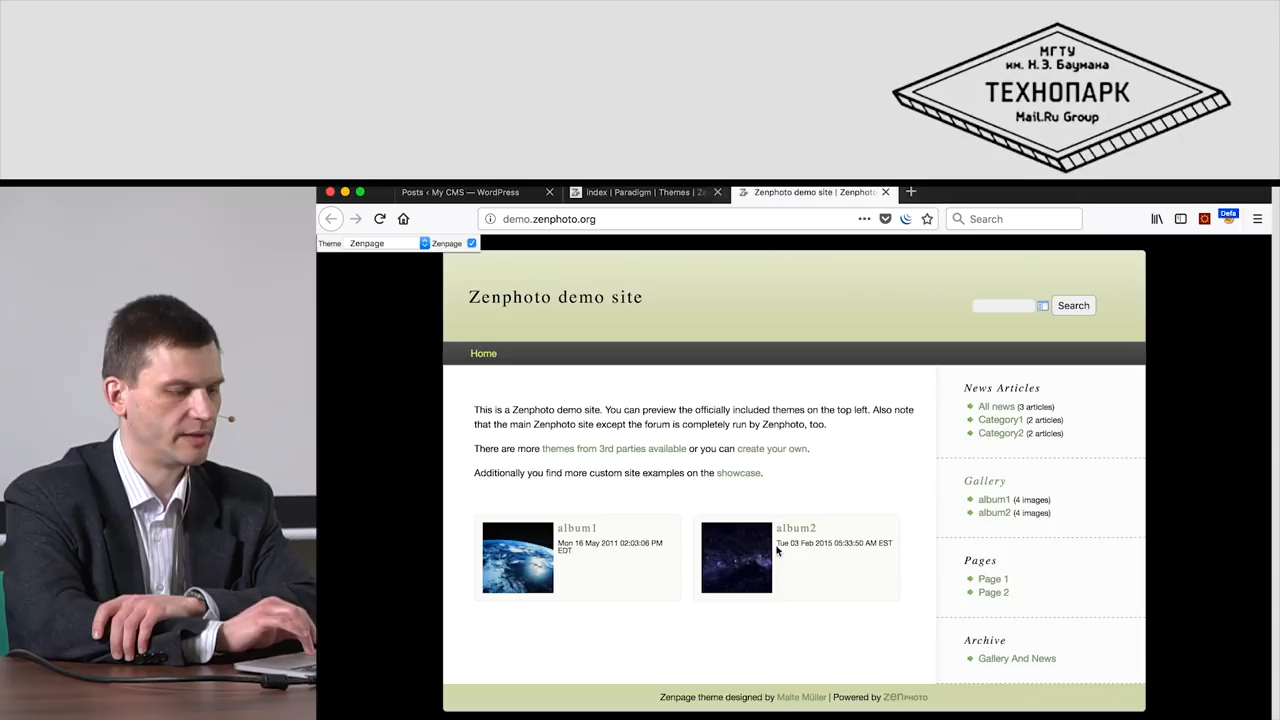 МГТУ
им. Н.Э. Баумана
ТЕХНОПАРК
Mail.Ru Group
Posts ‹ My CMS — WordPress
Index | Paradigm | Themes | Ze
Zenphoto demo site | Zenphoto
demo.zenphoto.org
Search
Defa
Theme Zenpage Zenpage
Zenphoto demo site
Search
Home
This is a Zenphoto demo site. You can preview the officially included themes on the top left. Also note
that the main Zenphoto site except the forum is completely run by Zenphoto, too.
There are more themes from 3rd parties available or you can create your own.
Additionally you find more custom site examples on the showcase.
album1
Mon 16 May 2011 02:03:06 PM
EDT
album2
Tue 03 Feb 2015 05:33:50 AM EST
News Articles
All news (3 articles)
Category1 (2 articles)
Category2 (2 articles)
Gallery
album1 (4 images)
album2 (4 images)
Pages
Page 1
Page 2
Archive
Gallery And News
Zenpage theme designed by Malte Müller | Powered by zenPHOTO